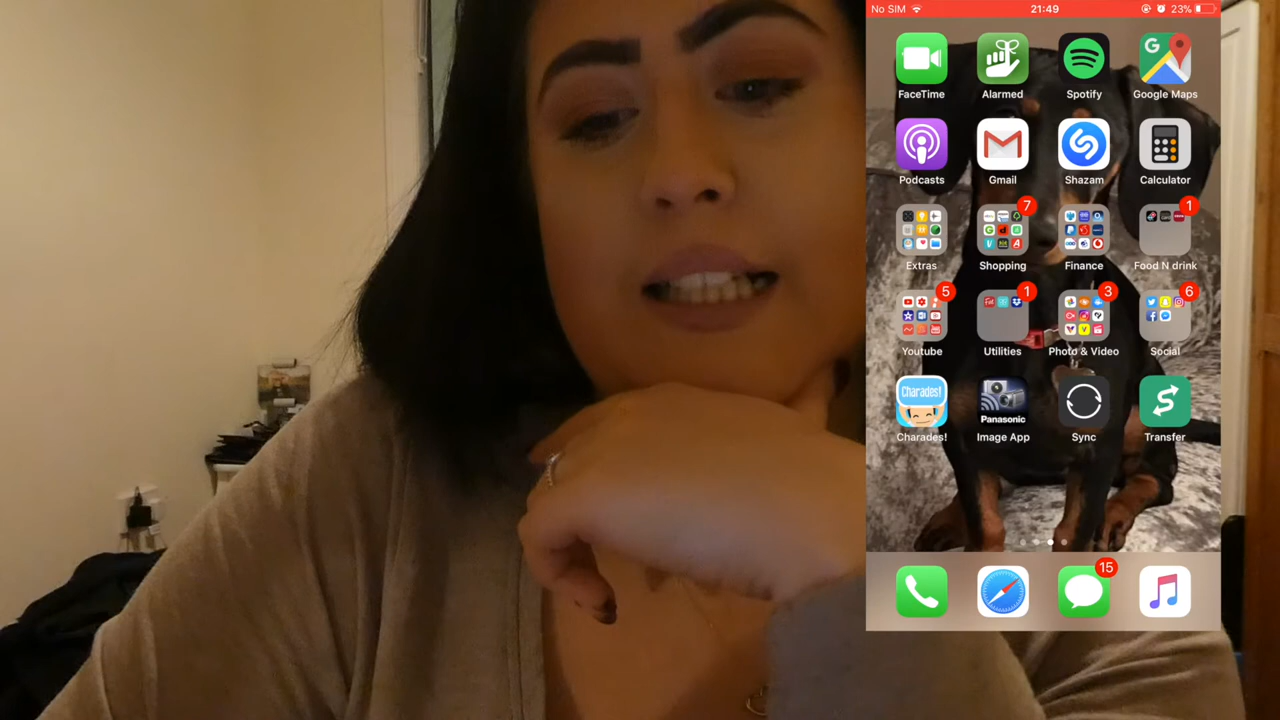 No SIM 21:49 23%
FaceTime Alarmed Spotify Google Maps
Podcasts Gmail Shazam Calculator
7 1
Extras Shopping Finance Food N drink
5 1 3 6
Youtube Utilities Photo & Video Social
Charades! Panasonic
Charades! Image App Sync Transfer
15